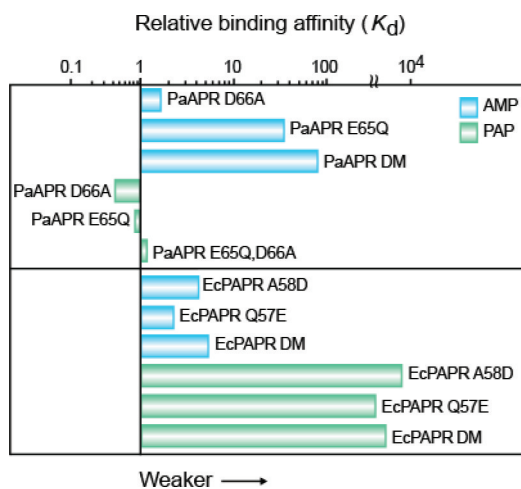 Relative binding affinity (Kd)
0.1 1 10 100 10⁴
PaAPR D66A
AMP
PaAPR E65Q
PAP
PaAPR DM
PaAPR D66A
PaAPR E65Q
PaAPR E65Q,D66A
EcPAPR A58D
EcPAPR Q57E
EcPAPR DM
EcPAPR A58D
EcPAPR Q57E
EcPAPR DM
Weaker